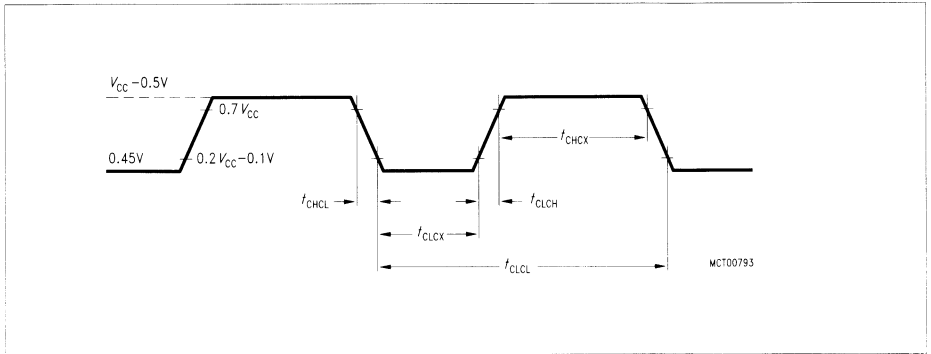 V_CC −0.5V
0.7 V_CC
0.45V
0.2 V_CC−0.1V
t_CHCX
t_CHCL
t_CLCH
t_CLCX
t_CLCL
MCT00793